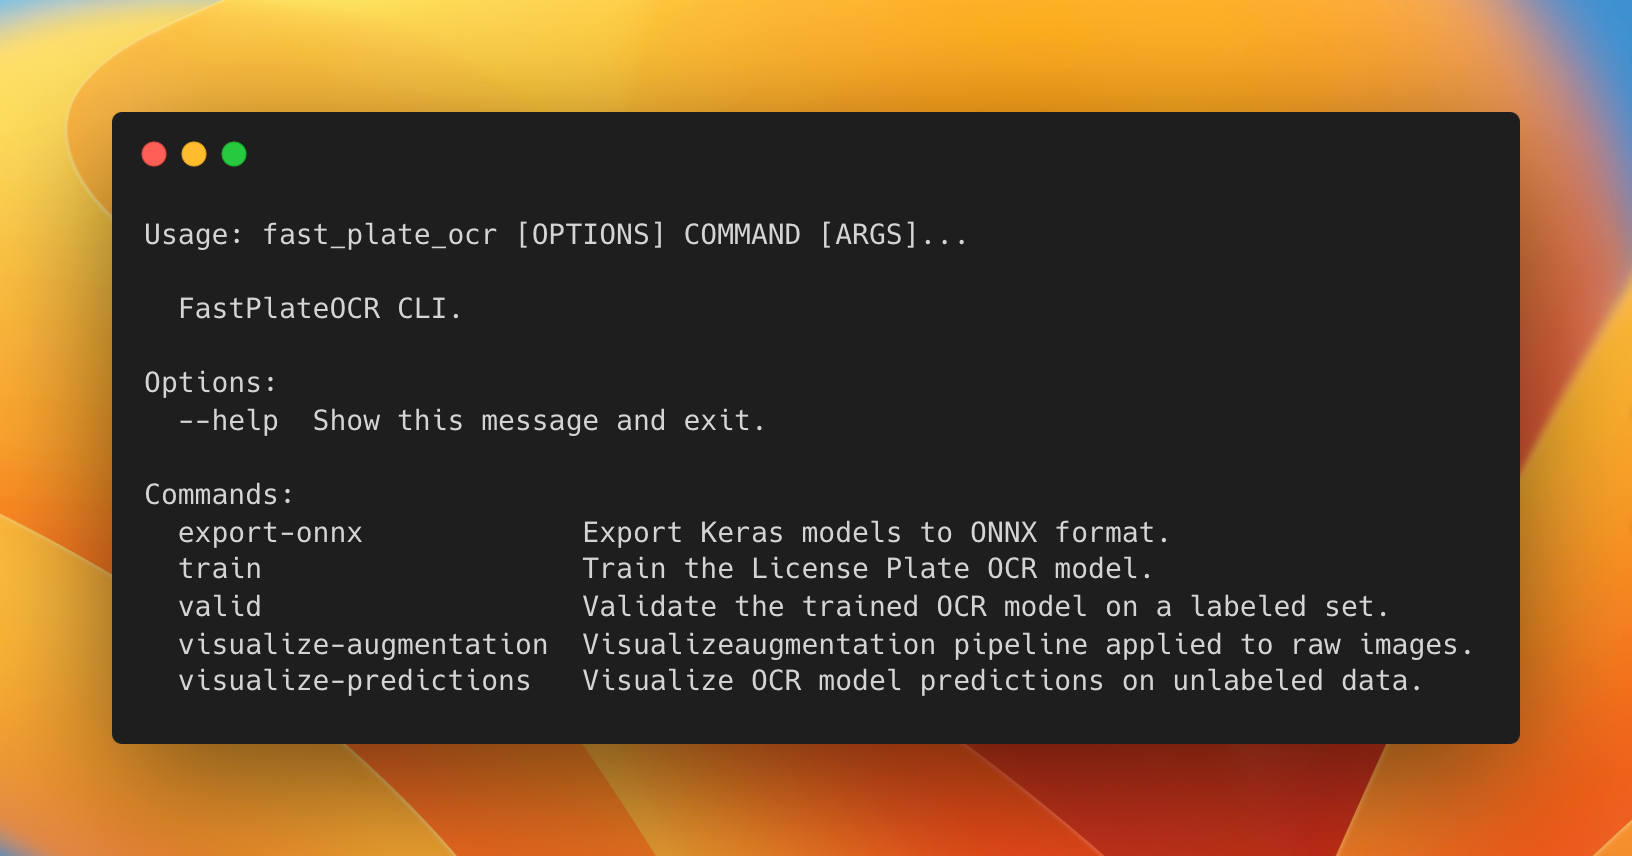 Usage: fast_plate_ocr [OPTIONS] COMMAND [ARGS]...
FastPlateOCR CLI.
Options:
--help  Show this message and exit.
Commands:
export-onnx             Export Keras models to ONNX format.
train                   Train the License Plate OCR model.
valid                   Validate the trained OCR model on a labeled set.
visualize-augmentation  Visualizeaugmentation pipeline applied to raw images.
visualize-predictions   Visualize OCR model predictions on unlabeled data.